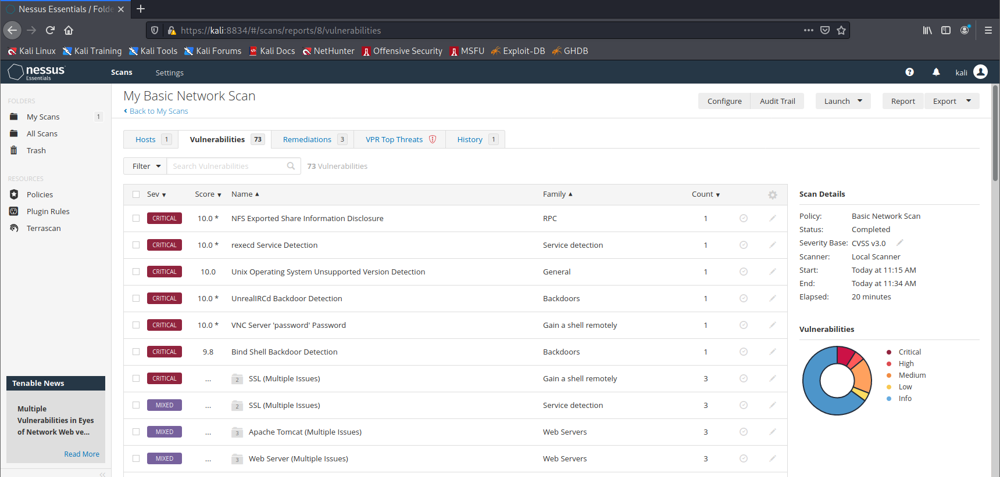 Nessus Essentials / Folde
https://kali:8834/#/scans/reports/8/vulnerabilities
Kali Linux Kali Training Kali Tools Kali Forums Kali Docs NetHunter Offensive Security MSFU Exploit-DB GHDB
nessus Essentials Scans Settings kali
FOLDERS
My Scans 1
All Scans
Trash
RESOURCES
Policies
Plugin Rules
Terrascan
Tenable News
Multiple
Vulnerabilities in Eyes
of Network Web ve...
Read More
My Basic Network Scan
Back to My Scans
Configure Audit Trail Launch Report Export
Hosts 1 Vulnerabilities 73 Remediations 3 VPR Top Threats History 1
Filter Search Vulnerabilities 73 Vulnerabilities
Sev Score Name Family Count
CRITICAL 10.0 * NFS Exported Share Information Disclosure RPC 1
CRITICAL 10.0 * rexecd Service Detection Service detection 1
CRITICAL 10.0 Unix Operating System Unsupported Version Detection General 1
CRITICAL 10.0 * UnrealIRCd Backdoor Detection Backdoors 1
CRITICAL 10.0 * VNC Server 'password' Password Gain a shell remotely 1
CRITICAL 9.8 Bind Shell Backdoor Detection Backdoors 1
CRITICAL ... 2 SSL (Multiple Issues) Gain a shell remotely 3
MIXED ... 2 SSL (Multiple Issues) Service detection 3
MIXED ... 3 Apache Tomcat (Multiple Issues) Web Servers 3
MIXED ... 3 Web Server (Multiple Issues) Web Servers 3
Scan Details
Policy: Basic Network Scan
Status: Completed
Severity Base: CVSS v3.0
Scanner: Local Scanner
Start: Today at 11:15 AM
End: Today at 11:34 AM
Elapsed: 20 minutes
Vulnerabilities
Critical
High
Medium
Low
Info